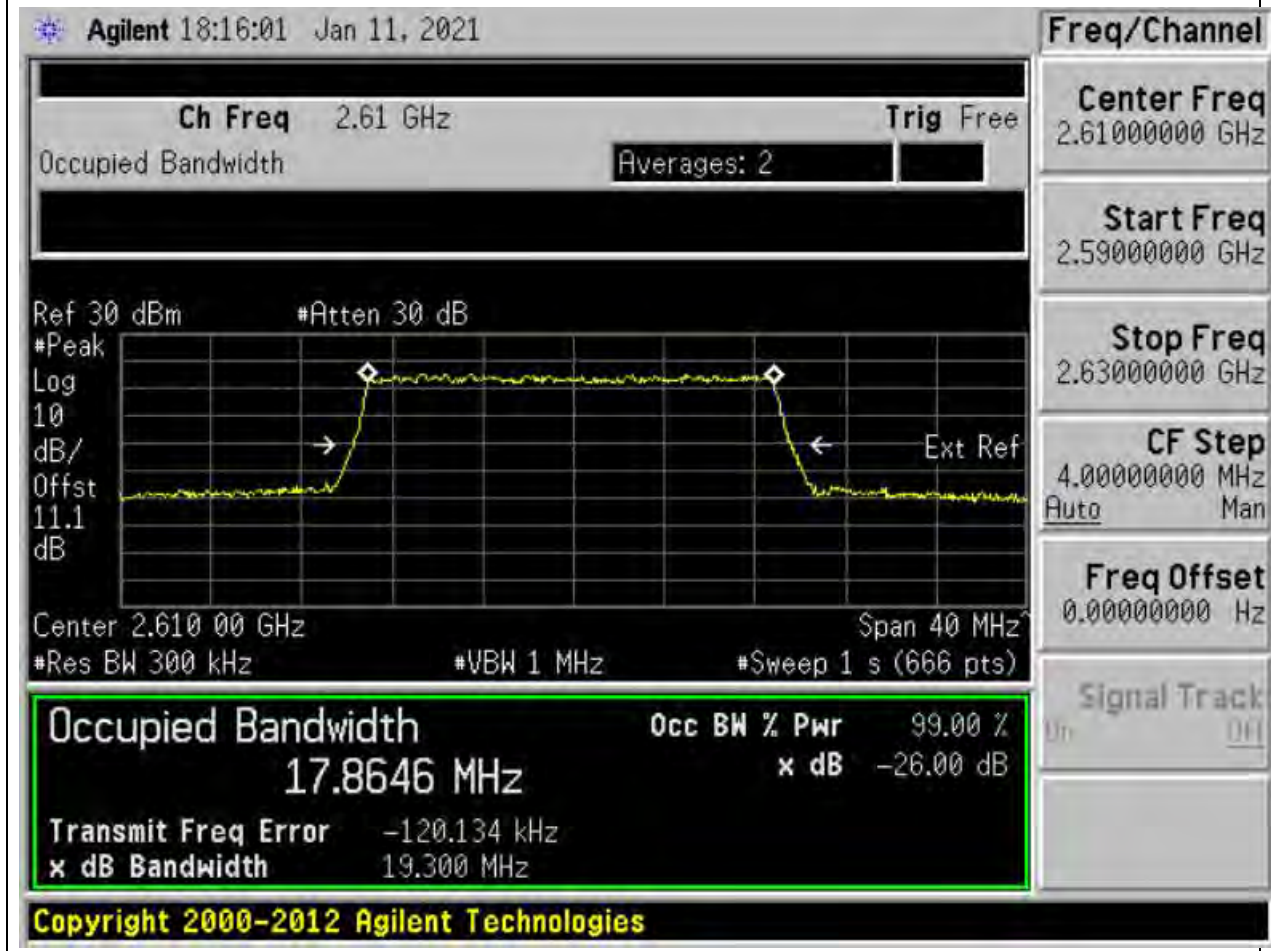 Agilent 18:16:01 Jan 11, 2021
Freq/Channel
Ch Freq 2.61 GHz Trig Free
Occupied Bandwidth Averages: 2
Center Freq
2.61000000 GHz
Start Freq
2.59000000 GHz
Stop Freq
2.63000000 GHz
CF Step
4.00000000 MHz
Auto Man
Freq Offset
0.00000000 Hz
Signal Track
On Off
Ref 30 dBm #Atten 30 dB
#Peak
Log
10
dB/
Offst
11.1
dB
Ext Ref
Center 2.610 00 GHz Span 40 MHz^
#Res BW 300 kHz #VBW 1 MHz #Sweep 1 s (666 pts)
Occupied Bandwidth Occ BW % Pwr 99.00 %
17.8646 MHz x dB -26.00 dB
Transmit Freq Error -120.134 kHz
x dB Bandwidth 19.300 MHz
Copyright 2000-2012 Agilent Technologies